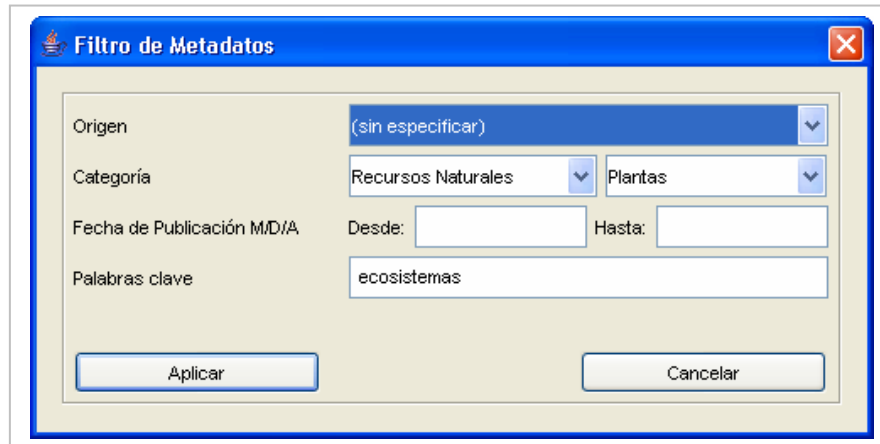 Filtro de Metadatos
Origen (sin especificar)
Categoría Recursos Naturales Plantas
Fecha de Publicación M/D/A Desde: Hasta:
Palabras clave ecosistemas
Aplicar Cancelar